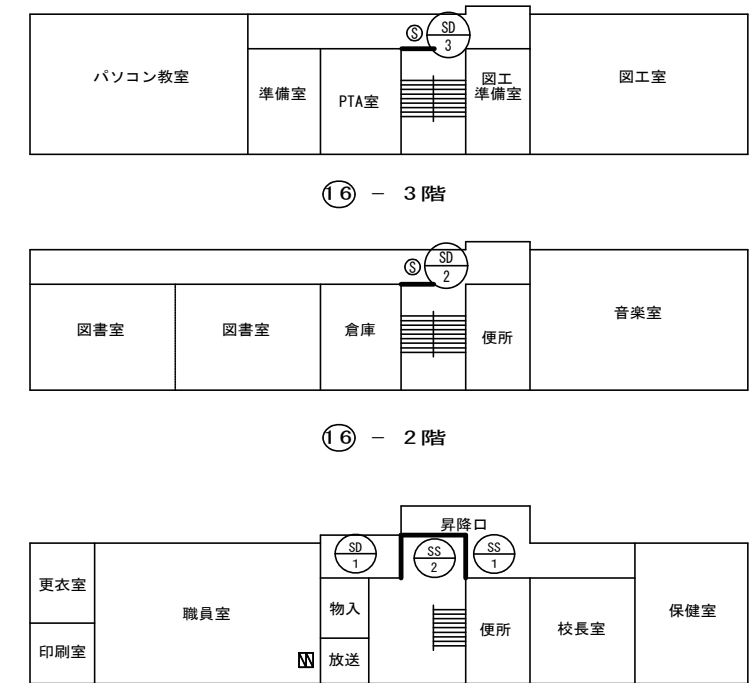 Ⓢ SD
3
パソコン教室
準備室
PTA室
図工
準備室
図工室
⑯ － 3階
Ⓢ SD
2
図書室
図書室
倉庫
便所
音楽室
⑯ － 2階
昇降口
SD
1
SS
2
SS
1
更衣室
職員室
物入
便所
校長室
保健室
印刷室
放送